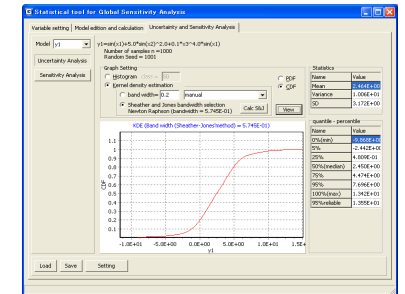 Statistical tool for Global Sensitivity Analysis
Variable setting
Model edition and calculation
Uncertainty and Sensitivity Analysis
Model
y1
y1=sin(x1)+5.0*sin(x2)^2.0+0.1*x3^4.0*sin(x1)
Number of samples n =1000
Random Seed = 1001
Uncertainty Analysis
Sensitivity Analysis
Graph Setting
Histogram
Kernel density estimation
band width=
0.2
manual
Sheather and Jones bandwidth selection
Newton Raphson (bandwidth = 5.745E-01)
Calc S&J
PDF
CDF
View
KDE (Band width (Sheather-Jones method) = 5.745E-01)
CDF
1.1
1
0.9
0.8
0.7
0.6
0.5
0.4
0.3
0.2
0.1
-1.0E+1 -5.0E+00 0.0E+00 5.0E+00 1.0E+01 1.5E+
y1
Statistics
Name Value
Mean 2.464E+00
Variance 1.006E+01
SD 3.172E+00
quantile - percentile
Name Value
0%(min) -9.868E+00
5% -2.442E+00
25% 4.809E-01
50%(median) 2.450E+00
75% 4.474E+00
95% 7.696E+00
100%(max) 1.342E+01
95%reliable 1.355E+01
Load
Save
Setting